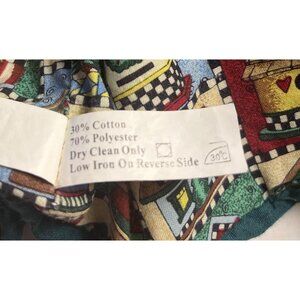 30% Cotton
70% Polyester
Dry Clean Only
Low Iron On Reverse Side 30°C